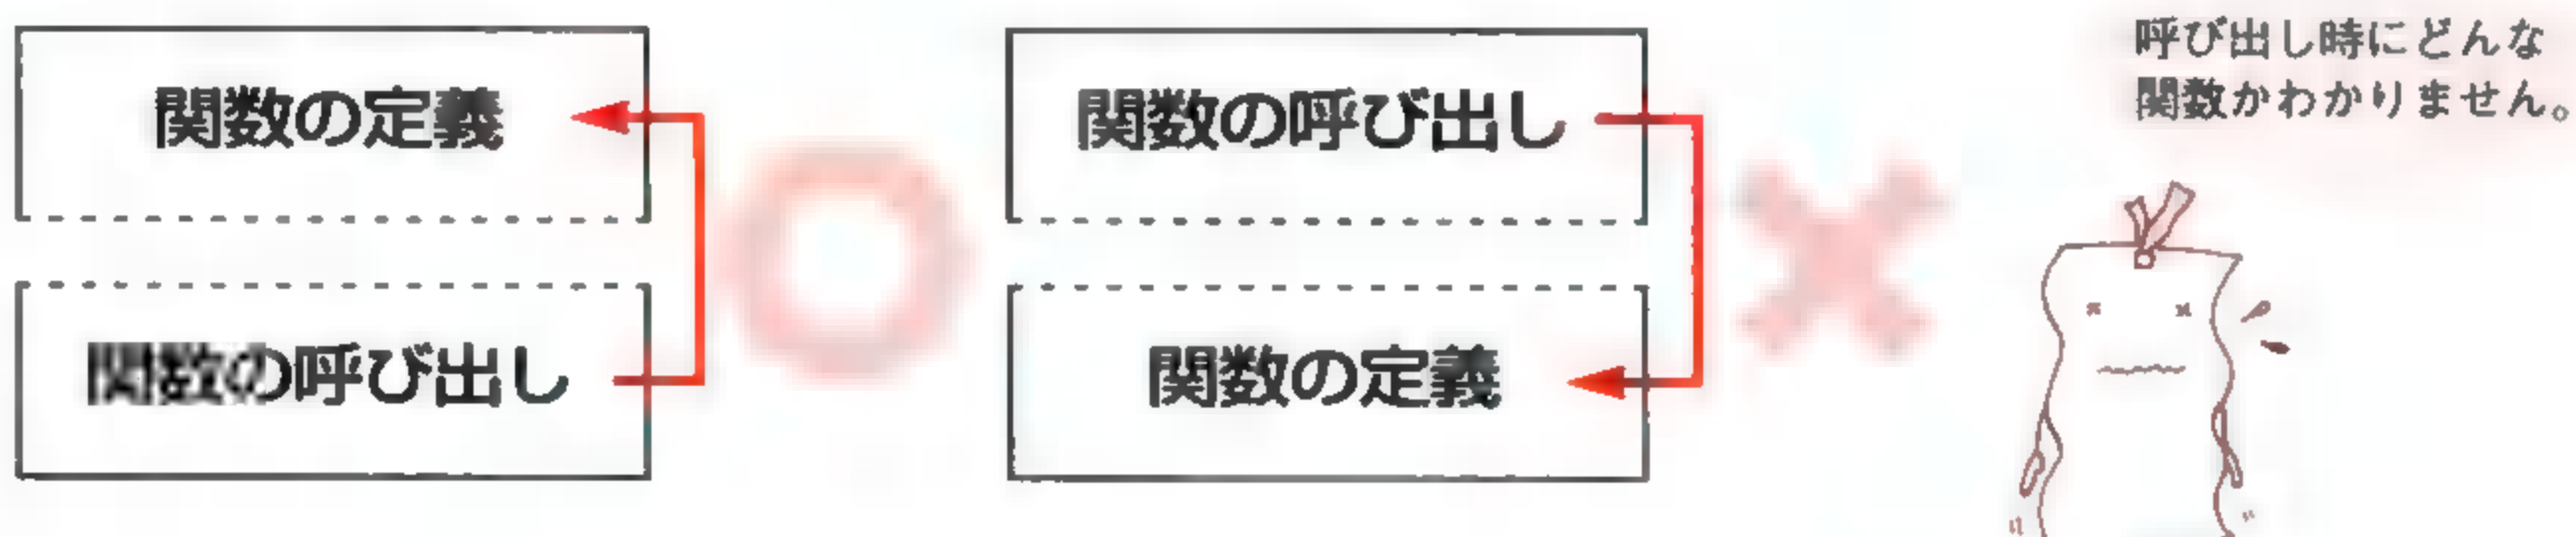 関数の定義
関数の呼び出し
関数の呼び出し
関数の定義
呼び出し時にどんな
関数かわかりません。